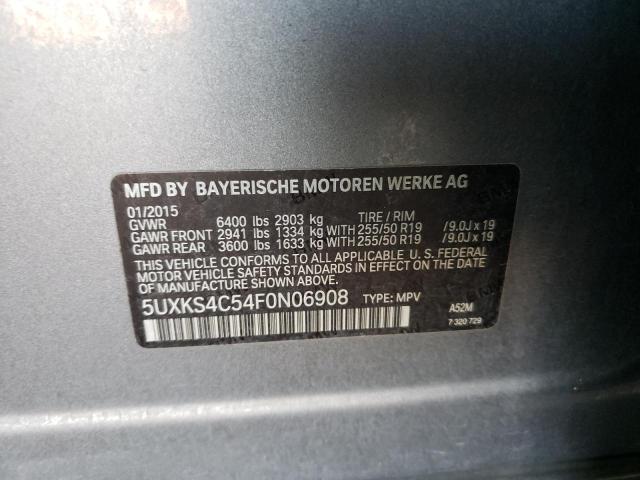 MFD BY BAYERISCHE MOTOREN WERKE AG
01/2015 TIRE / RIM
GVWR 6400 lbs 2903 kg
GAWR FRONT 2941 lbs 1334 kg WITH 255/50 R19 /9.0J x 19
GAWR REAR 3600 lbs 1633 kg WITH 255/50 R19 /9.0J x 19
THIS VEHICLE CONFORMS TO ALL APPLICABLE U. S. FEDERAL
MOTOR VEHICLE SAFETY STANDARDS IN EFFECT ON THE DATE
OF MANUFACTURE SHOWN ABOVE.
5UXKS4C54F0N06908 TYPE: MPV A52M
7 320 729